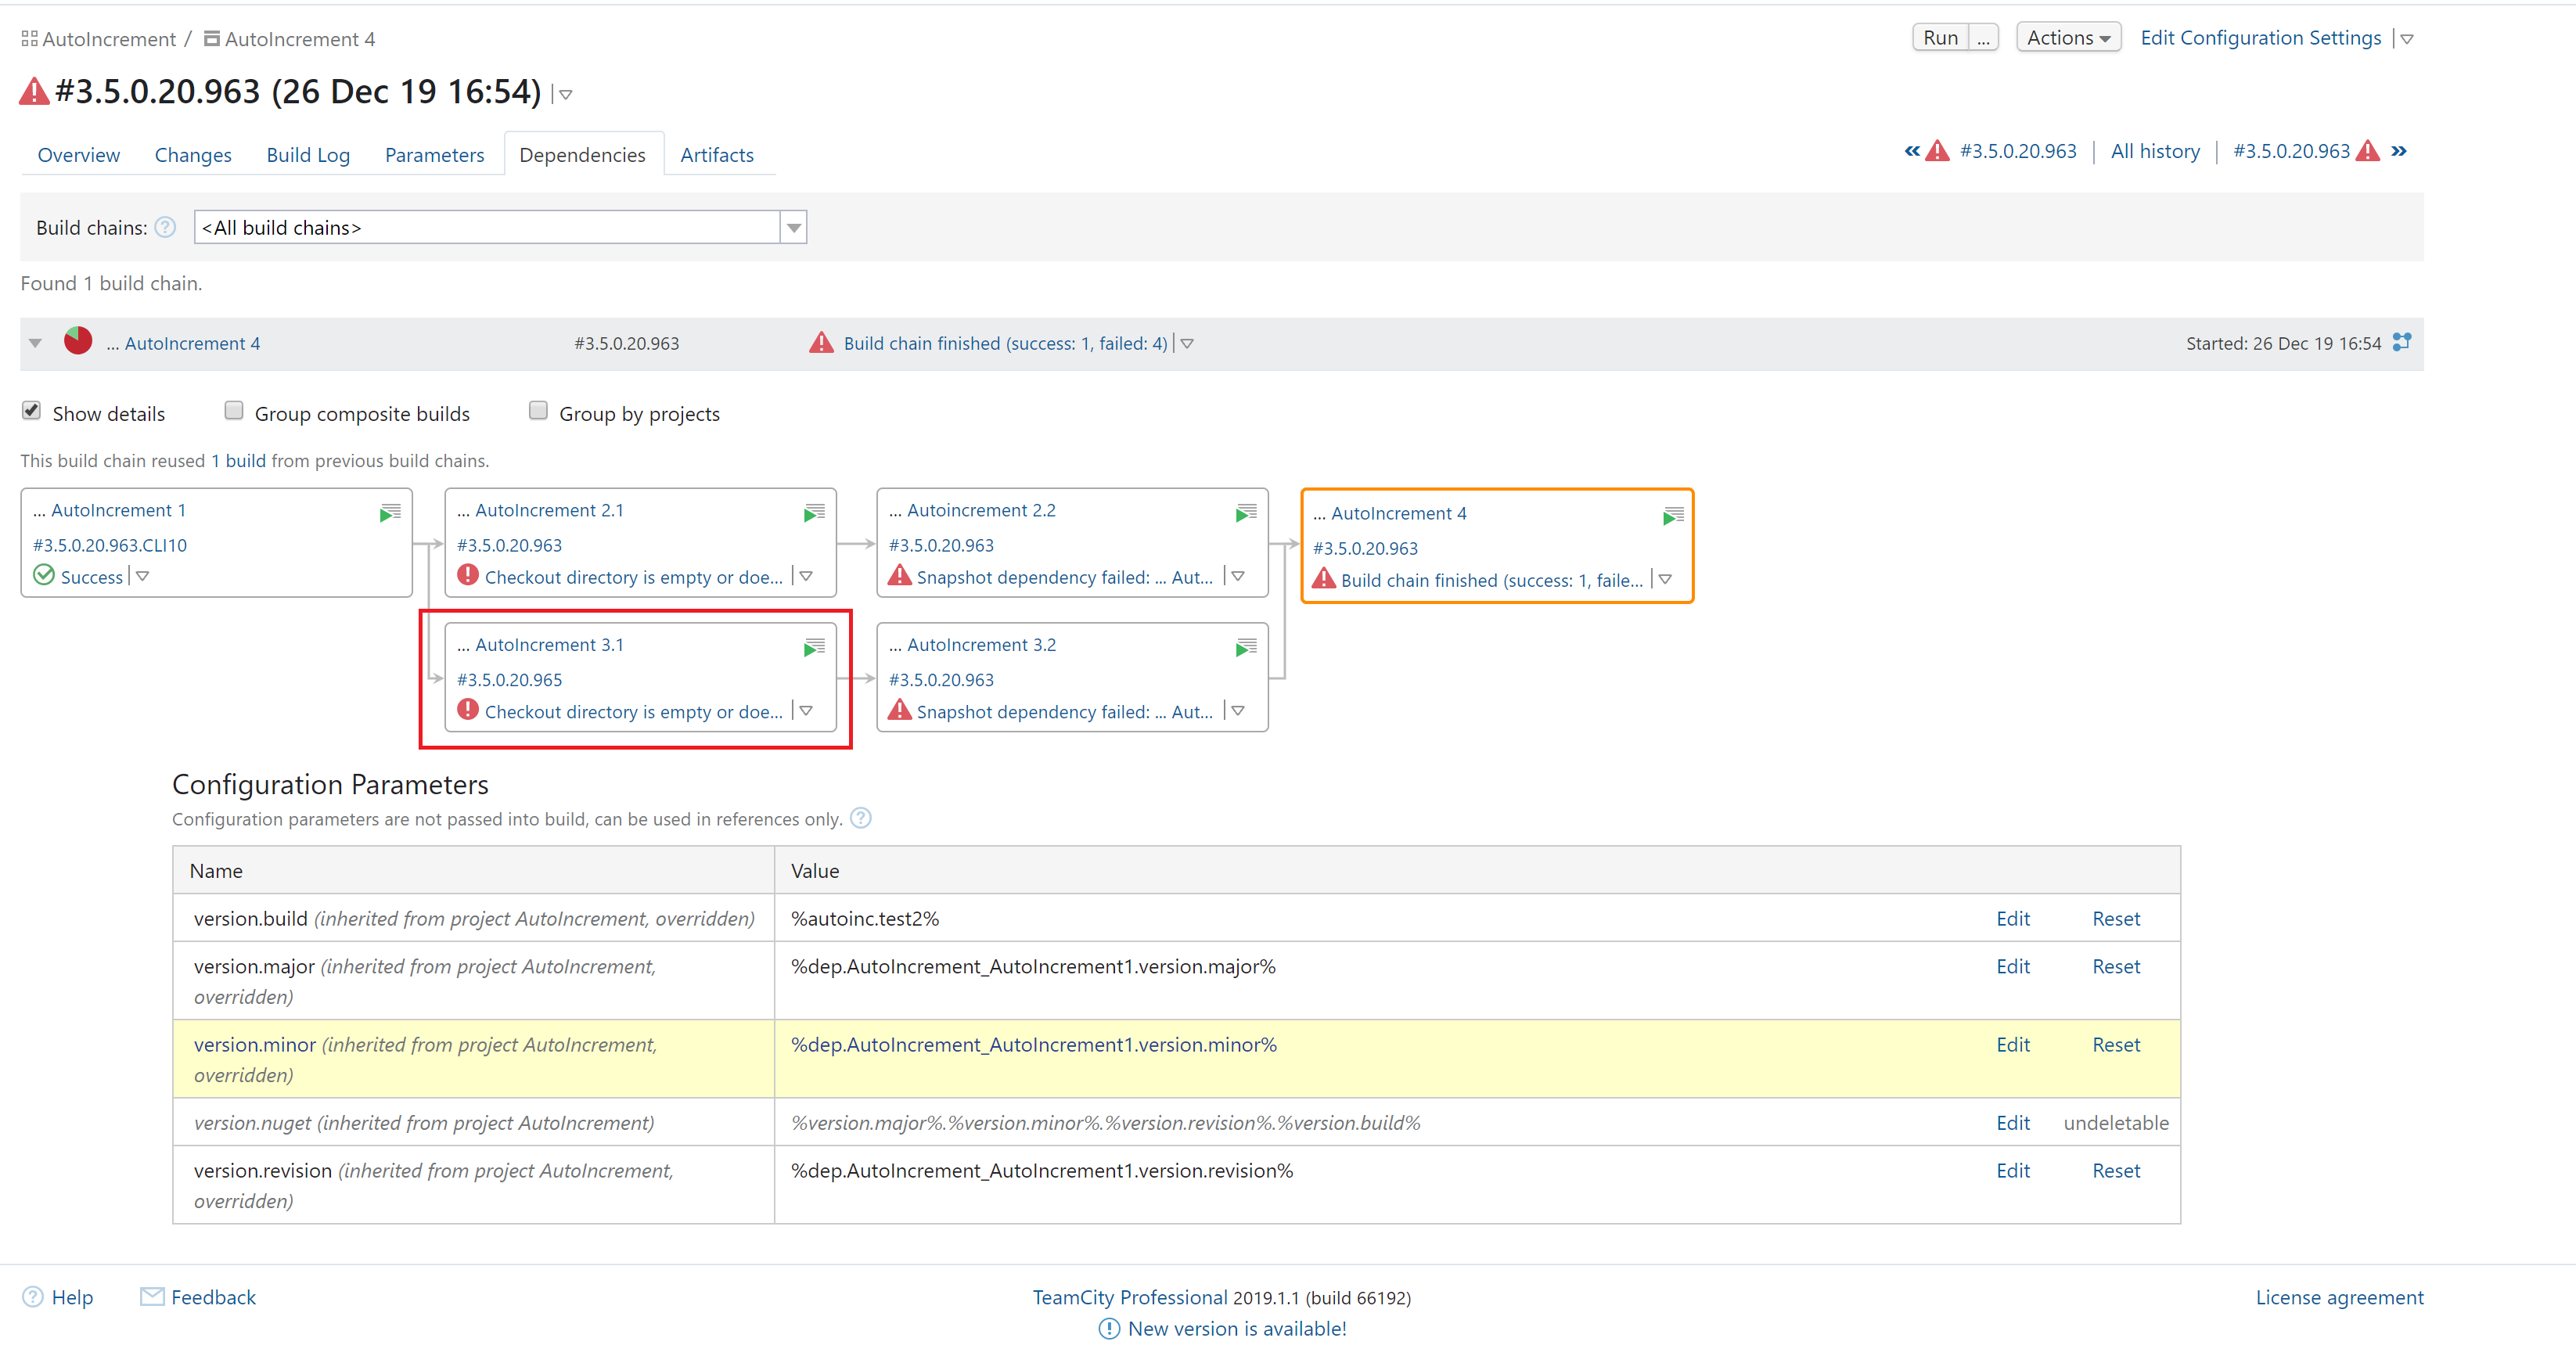 AutoIncrement / AutoIncrement 4
Run ... Actions Edit Configuration Settings
#3.5.0.20.963 (26 Dec 19 16:54)
Overview Changes Build Log Parameters Dependencies Artifacts
« #3.5.0.20.963 | All history | #3.5.0.20.963 »
Build chains: ? <All build chains>
Found 1 build chain.
... AutoIncrement 4 #3.5.0.20.963 Build chain finished (success: 1, failed: 4) Started: 26 Dec 19 16:54
Show details Group composite builds Group by projects
This build chain reused 1 build from previous build chains.
... AutoIncrement 1
#3.5.0.20.963.CLI10
Success
... AutoIncrement 2.1
#3.5.0.20.963
Checkout directory is empty or doe...
... Autoincrement 2.2
#3.5.0.20.963
Snapshot dependency failed: ... Aut...
... AutoIncrement 4
#3.5.0.20.963
Build chain finished (success: 1, faile...
... AutoIncrement 3.1
#3.5.0.20.965
Checkout directory is empty or doe...
... AutoIncrement 3.2
#3.5.0.20.963
Snapshot dependency failed: ... Aut...
Configuration Parameters
Configuration parameters are not passed into build, can be used in references only. ?
Name Value
version.build (inherited from project AutoIncrement, overridden) %autoinc.test2% Edit Reset
version.major (inherited from project AutoIncrement, %dep.AutoIncrement_AutoIncrement1.version.major% Edit Reset
overridden)
version.minor (inherited from project AutoIncrement, %dep.AutoIncrement_AutoIncrement1.version.minor% Edit Reset
overridden)
version.nuget (inherited from project AutoIncrement) %version.major%.%version.minor%.%version.revision%.%version.build% Edit undeletable
version.revision (inherited from project AutoIncrement, %dep.AutoIncrement_AutoIncrement1.version.revision% Edit Reset
overridden)
? Help Feedback TeamCity Professional 2019.1.1 (build 66192) License agreement
New version is available!